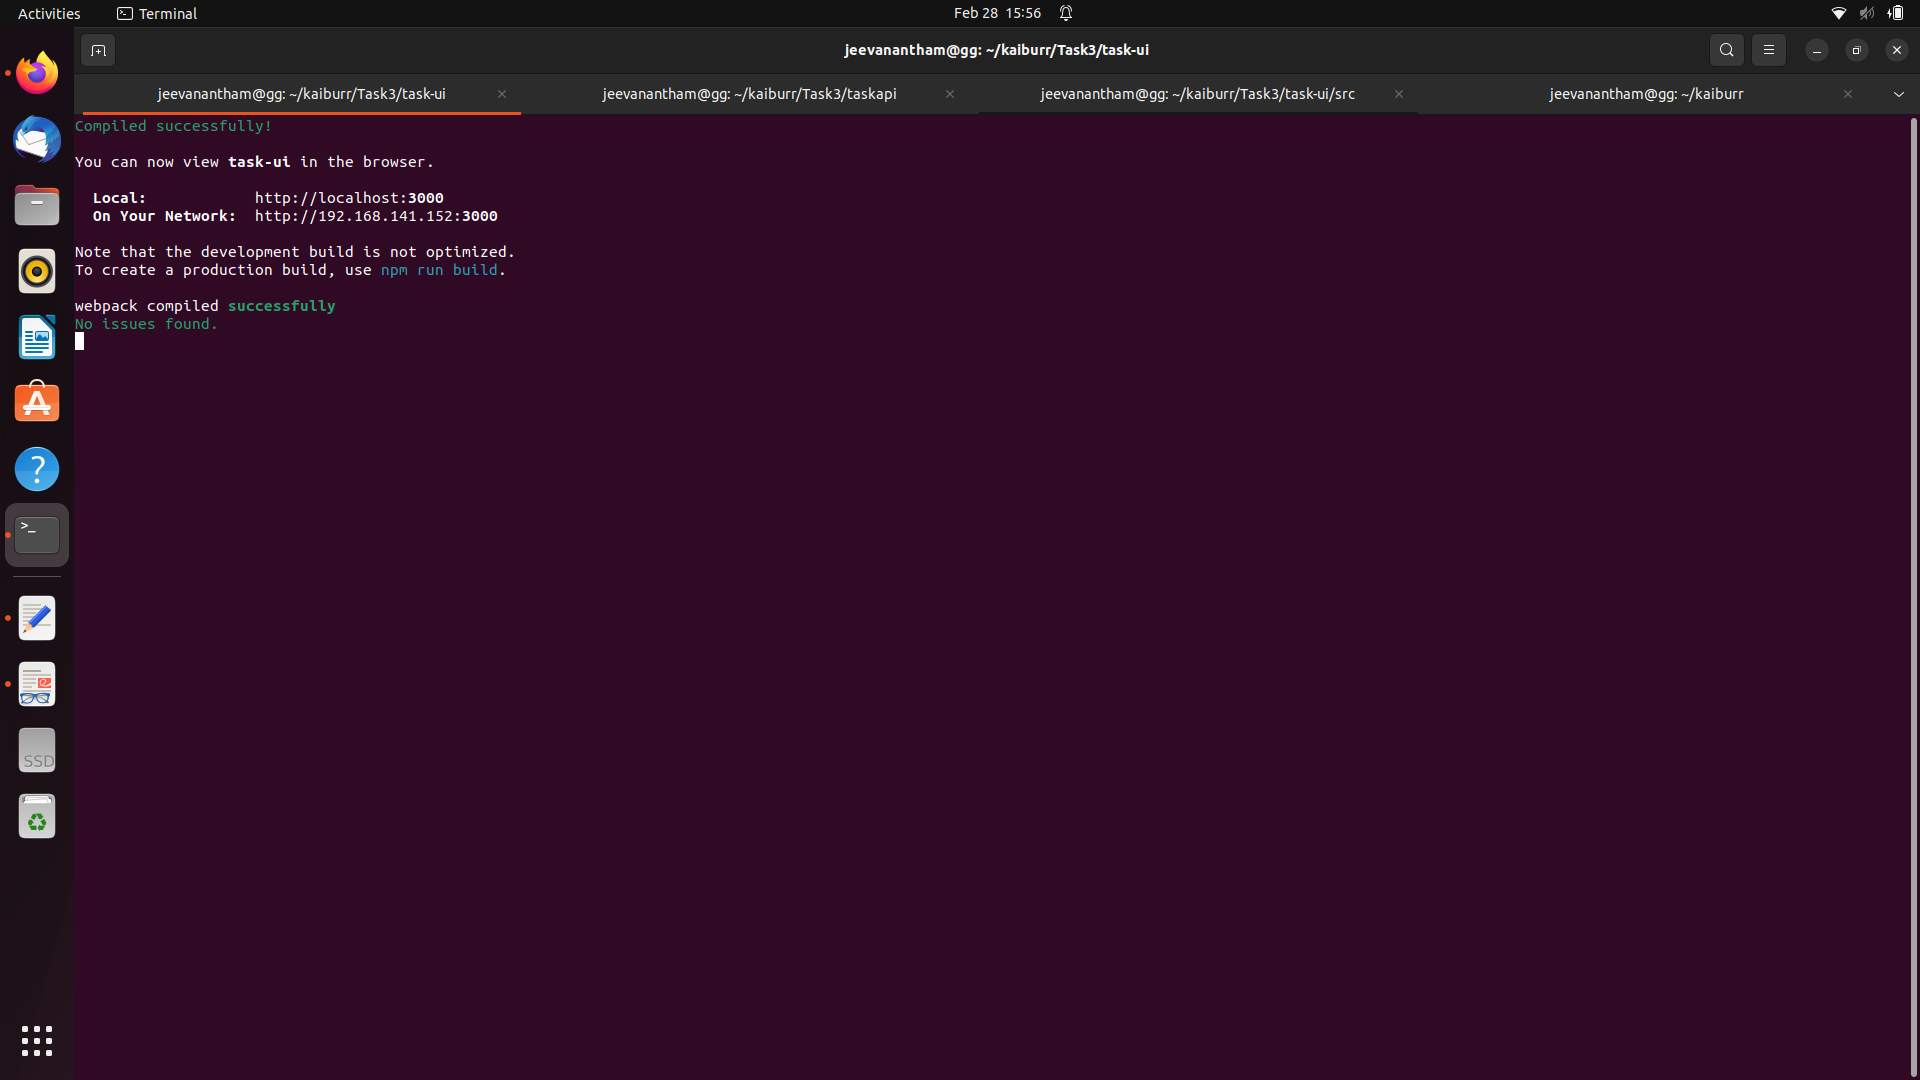 Activities
Terminal
Feb 28 15:56
jeevanantham@gg: ~/kaiburr/Task3/task-ui
jeevanantham@gg: ~/kaiburr/Task3/task-ui
jeevanantham@gg: ~/kaiburr/Task3/taskapi
jeevanantham@gg: ~/kaiburr/Task3/task-ui/src
jeevanantham@gg: ~/kaiburr
Compiled successfully!
You can now view task-ui in the browser.
Local: http://localhost:3000
On Your Network: http://192.168.141.152:3000
Note that the development build is not optimized.
To create a production build, use npm run build.
webpack compiled successfully
No issues found.
?
>_
SSD